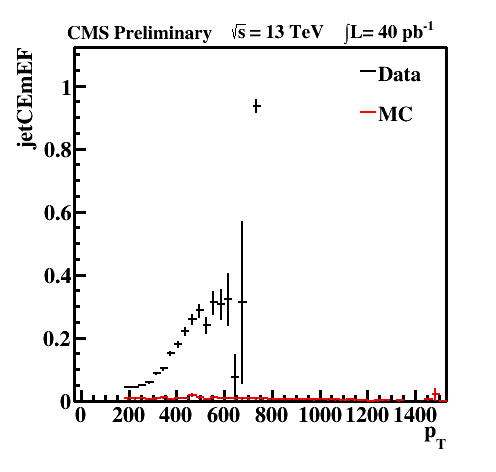 CMS Preliminary √s = 13 TeV ∫L= 40 pb⁻¹
jetCEmEF
Data
MC
1
0.8
0.6
0.4
0.2
0
0 200 400 600 800 1000 1200 1400
p_T